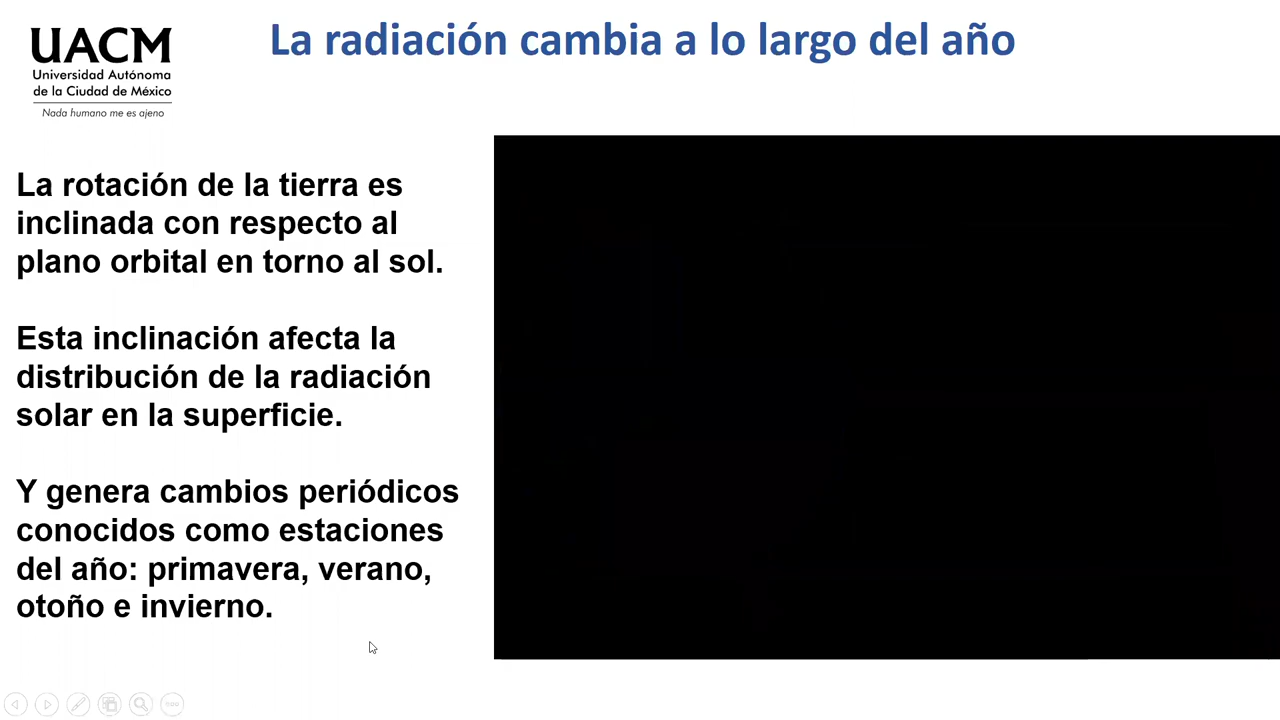 UACM
Universidad Autónoma
de la Ciudad de México
Nada humano me es ajeno
La radiación cambia a lo largo del año
La rotación de la tierra es
inclinada con respecto al
plano orbital en torno al sol.
Esta inclinación afecta la
distribución de la radiación
solar en la superficie.
Y genera cambios periódicos
conocidos como estaciones
del año: primavera, verano,
otoño e invierno.